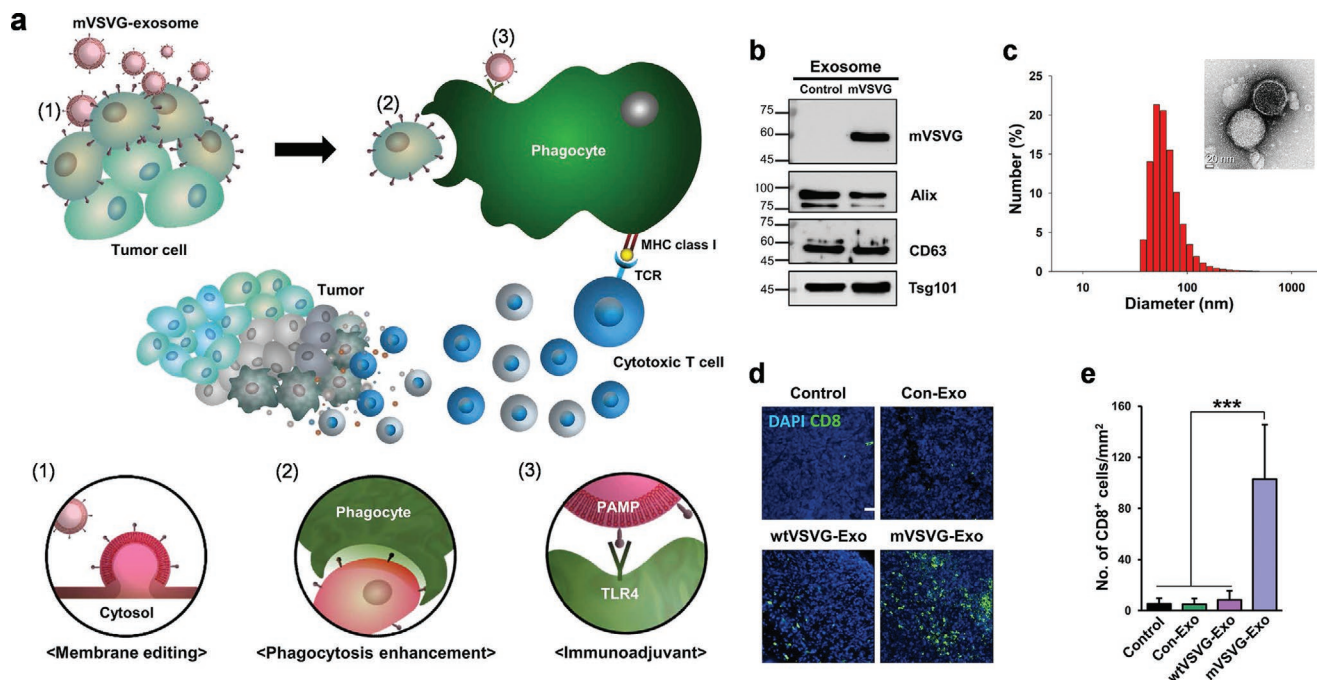 a
mVSVG-exosome
(1)
(2)
(3)
Phagocyte
Tumor cell
MHC class I
TCR
Tumor
Cytotoxic T cell
(1)
Cytosol
<Membrane editing>
(2)
Phagocyte
<Phagocytosis enhancement>
(3)
PAMP
TLR4
<Immunoadjuvant>
b
Exosome
Control mVSVG
75
60
45
mVSVG
100
75
Alix
75
60
45
CD63
45
Tsg101
c
Number (%)
25
20
15
10
5
0
10 100 1000
Diameter (nm)
20 nm
d
Control
Con-Exo
DAPI CD8
wtVSVG-Exo
mVSVG-Exo
e
No. of CD8⁺ cells/mm²
160
120
80
40
0
***
Control
Con-Exo
wtVSVG-Exo
mVSVG-Exo